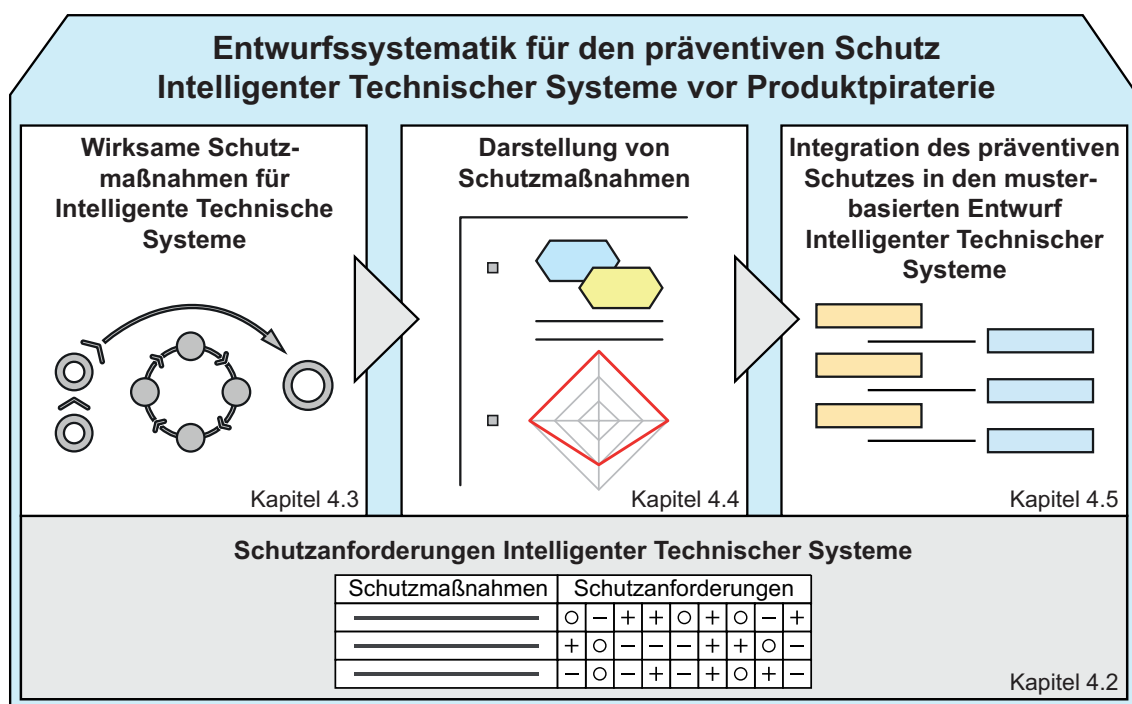 Entwurfssystematik für den präventiven Schutz
Intelligenter Technischer Systeme vor Produktpiraterie
Wirksame Schutz-
maßnahmen für
Intelligente Technische
Systeme
Kapitel 4.3
Darstellung von
Schutzmaßnahmen
Kapitel 4.4
Integration des präventiven
Schutzes in den muster-
basierten Entwurf
Intelligenter Technischer
Systeme
Kapitel 4.5
Schutzanforderungen Intelligenter Technischer Systeme
Schutzmaßnahmen Schutzanforderungen
○ − + + ○ + ○ − +
+ ○ − − − + + ○ −
− ○ − + − + ○ + −
Kapitel 4.2